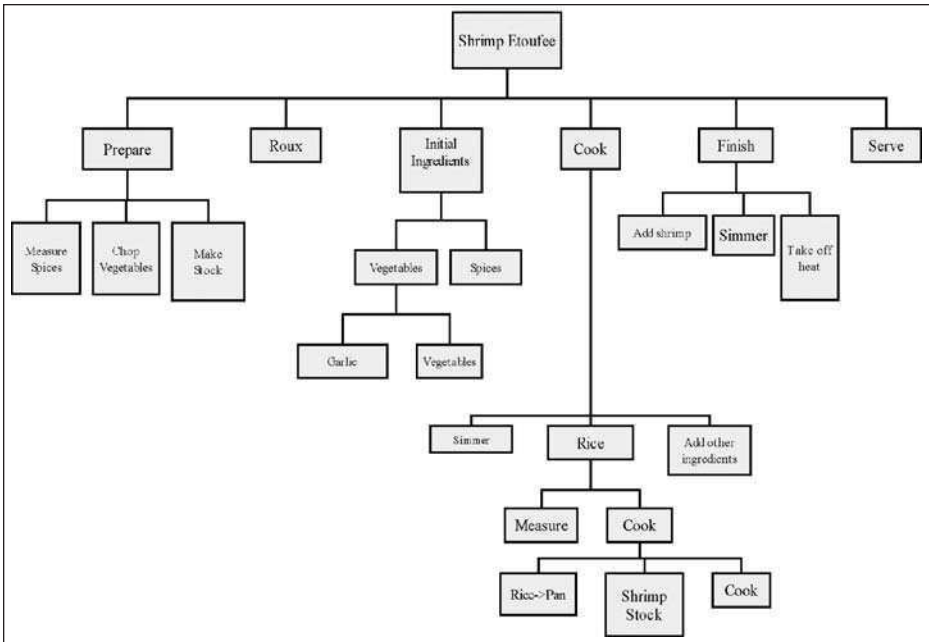 Shrimp Etoufee
Prepare
Roux
Initial
Ingredients
Cook
Finish
Serve
Measure
Spices
Chop
Vegetables
Make
Stock
Vegetables
Spices
Add shrimp
Simmer
Take off
heat
Garlic
Vegetables
Simmer
Rice
Add other
ingredients
Measure
Cook
Rice->Pan
Shrimp
Stock
Cook